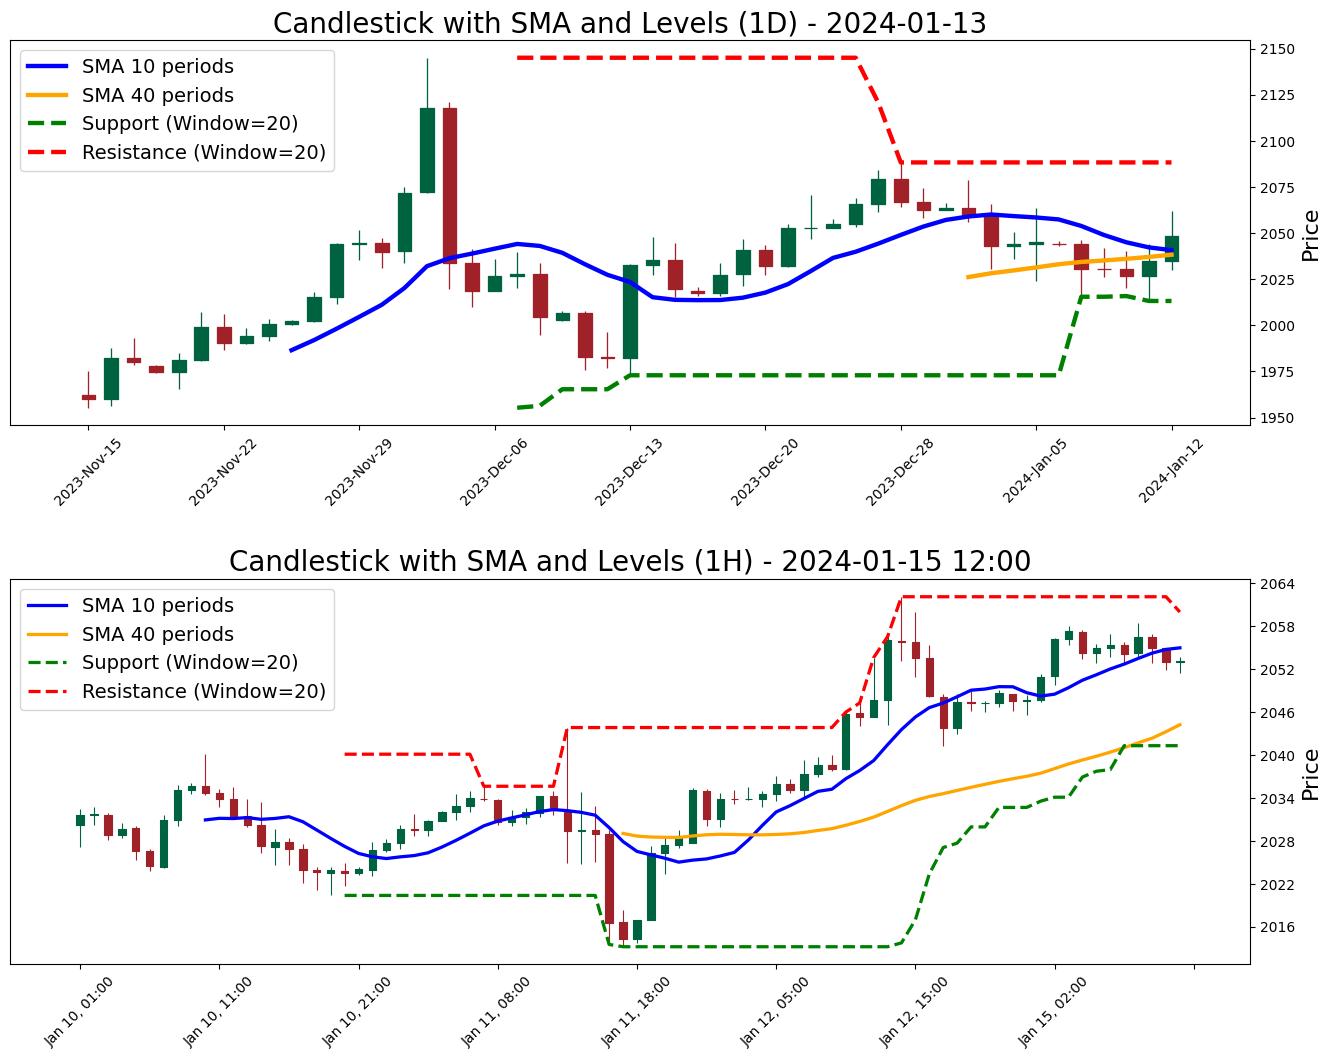 Candlestick with SMA and Levels (1D) - 2024-01-13
SMA 10 periods
SMA 40 periods
Support (Window=20)
Resistance (Window=20)
2150
2125
2100
2075
2050
2025
2000
1975
1950
Price
2023-Nov-15
2023-Nov-22
2023-Nov-29
2023-Dec-06
2023-Dec-13
2023-Dec-20
2023-Dec-28
2024-Jan-05
2024-Jan-12
Candlestick with SMA and Levels (1H) - 2024-01-15 12:00
SMA 10 periods
SMA 40 periods
Support (Window=20)
Resistance (Window=20)
2064
2058
2052
2046
2040
2034
2028
2022
2016
Price
Jan 10, 01:00
Jan 10, 11:00
Jan 10, 21:00
Jan 11, 08:00
Jan 11, 18:00
Jan 12, 05:00
Jan 12, 15:00
Jan 15, 02:00